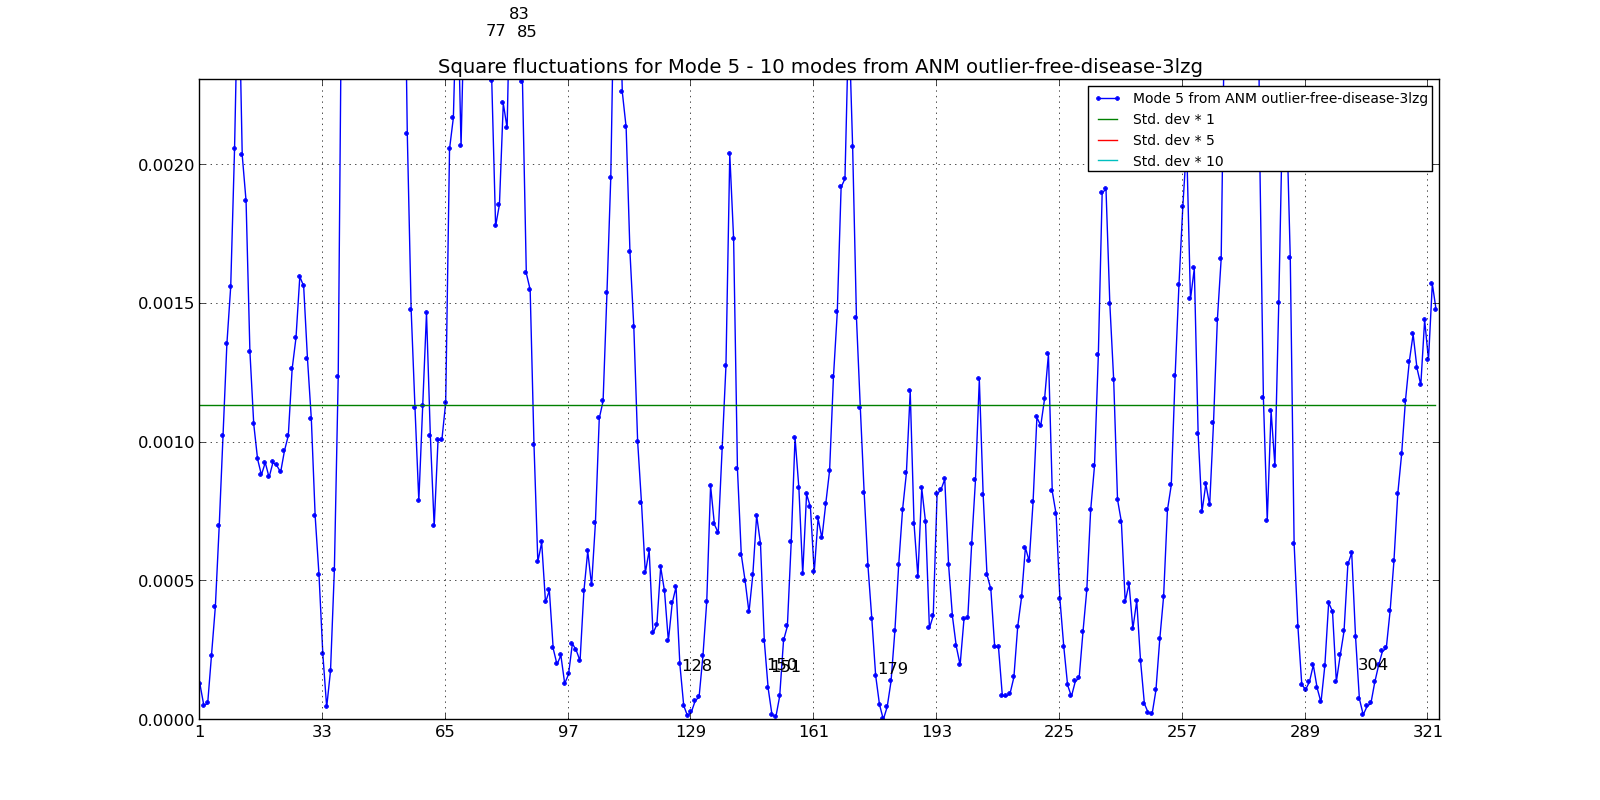 83
77 85
Square fluctuations for Mode 5 - 10 modes from ANM outlier-free-disease-3lzg
Mode 5 from ANM outlier-free-disease-3lzg
Std. dev * 1
Std. dev * 5
Std. dev * 10
0.0020
0.0015
0.0010
0.0005
0.0000
128 150 151 179 304
1 33 65 97 129 161 193 225 257 289 321